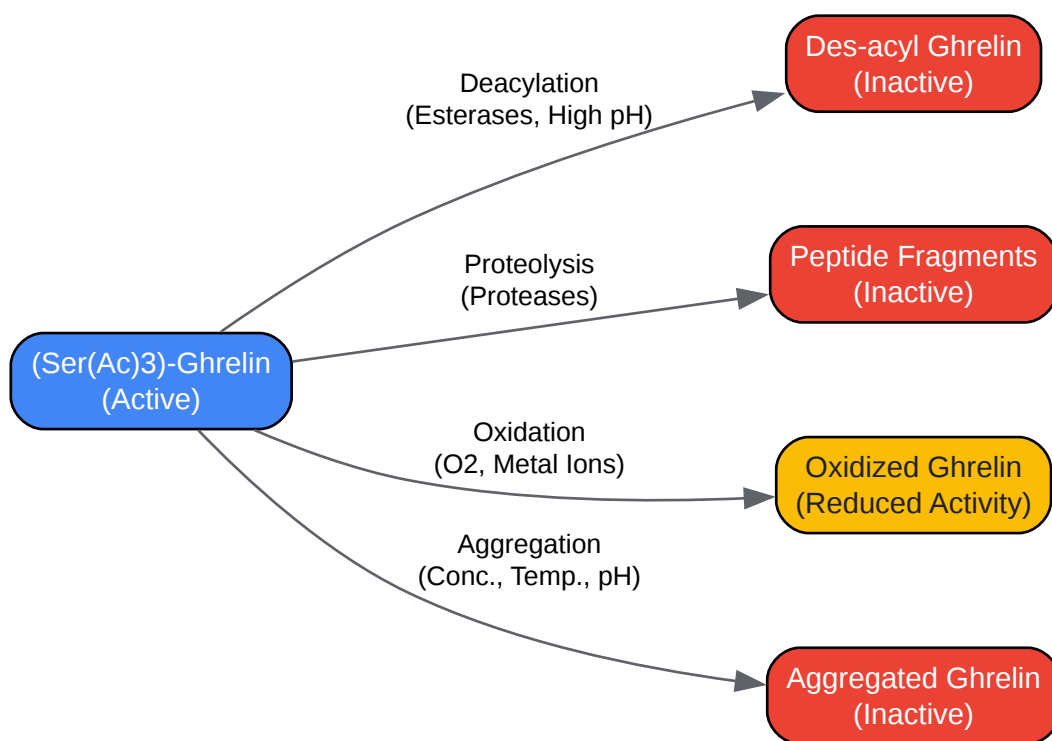 Des-acyl Ghrelin
(Inactive)
Deacylation
(Esterases, High pH)
Peptide Fragments
(Inactive)
Proteolysis
(Proteases)
(Ser(Ac)3)-Ghrelin
(Active)
Oxidation
(O2, Metal Ions)
Oxidized Ghrelin
(Reduced Activity)
Aggregation
(Conc., Temp., pH)
Aggregated Ghrelin
(Inactive)